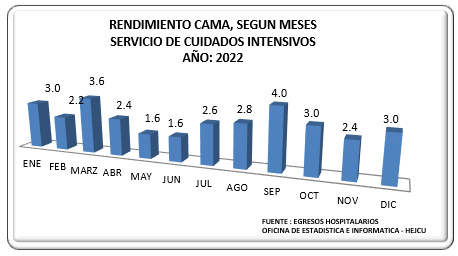 RENDIMIENTO CAMA, SEGUN MESES
SERVICIO DE CUIDADOS INTENSIVOS
AÑO: 2022
3.0
2.2
3.6
2.4
1.6
1.6
2.6
2.8
4.0
3.0
2.4
3.0
ENE
FEB
MARZ
ABR
MAY
JUN
JUL
AGO
SEP
OCT
NOV
DIC
FUENTE : EGRESOS HOSPITALARIOS
OFICINA DE ESTADISTICA E INFORMATICA - HEJCU